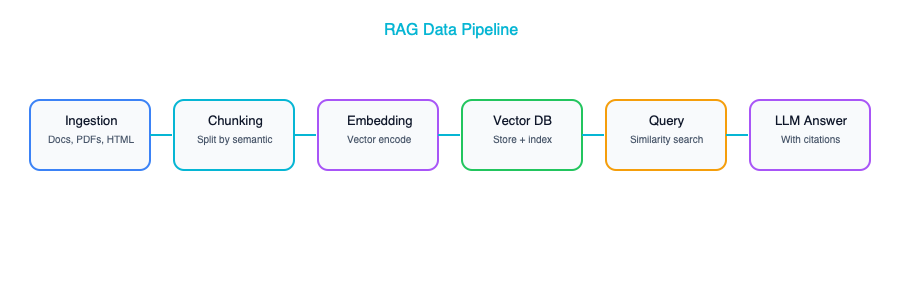 RAG Data Pipeline
Ingestion
Docs, PDFs, HTML
Chunking
Split by semantic
Embedding
Vector encode
Vector DB
Store + index
Query
Similarity search
LLM Answer
With citations